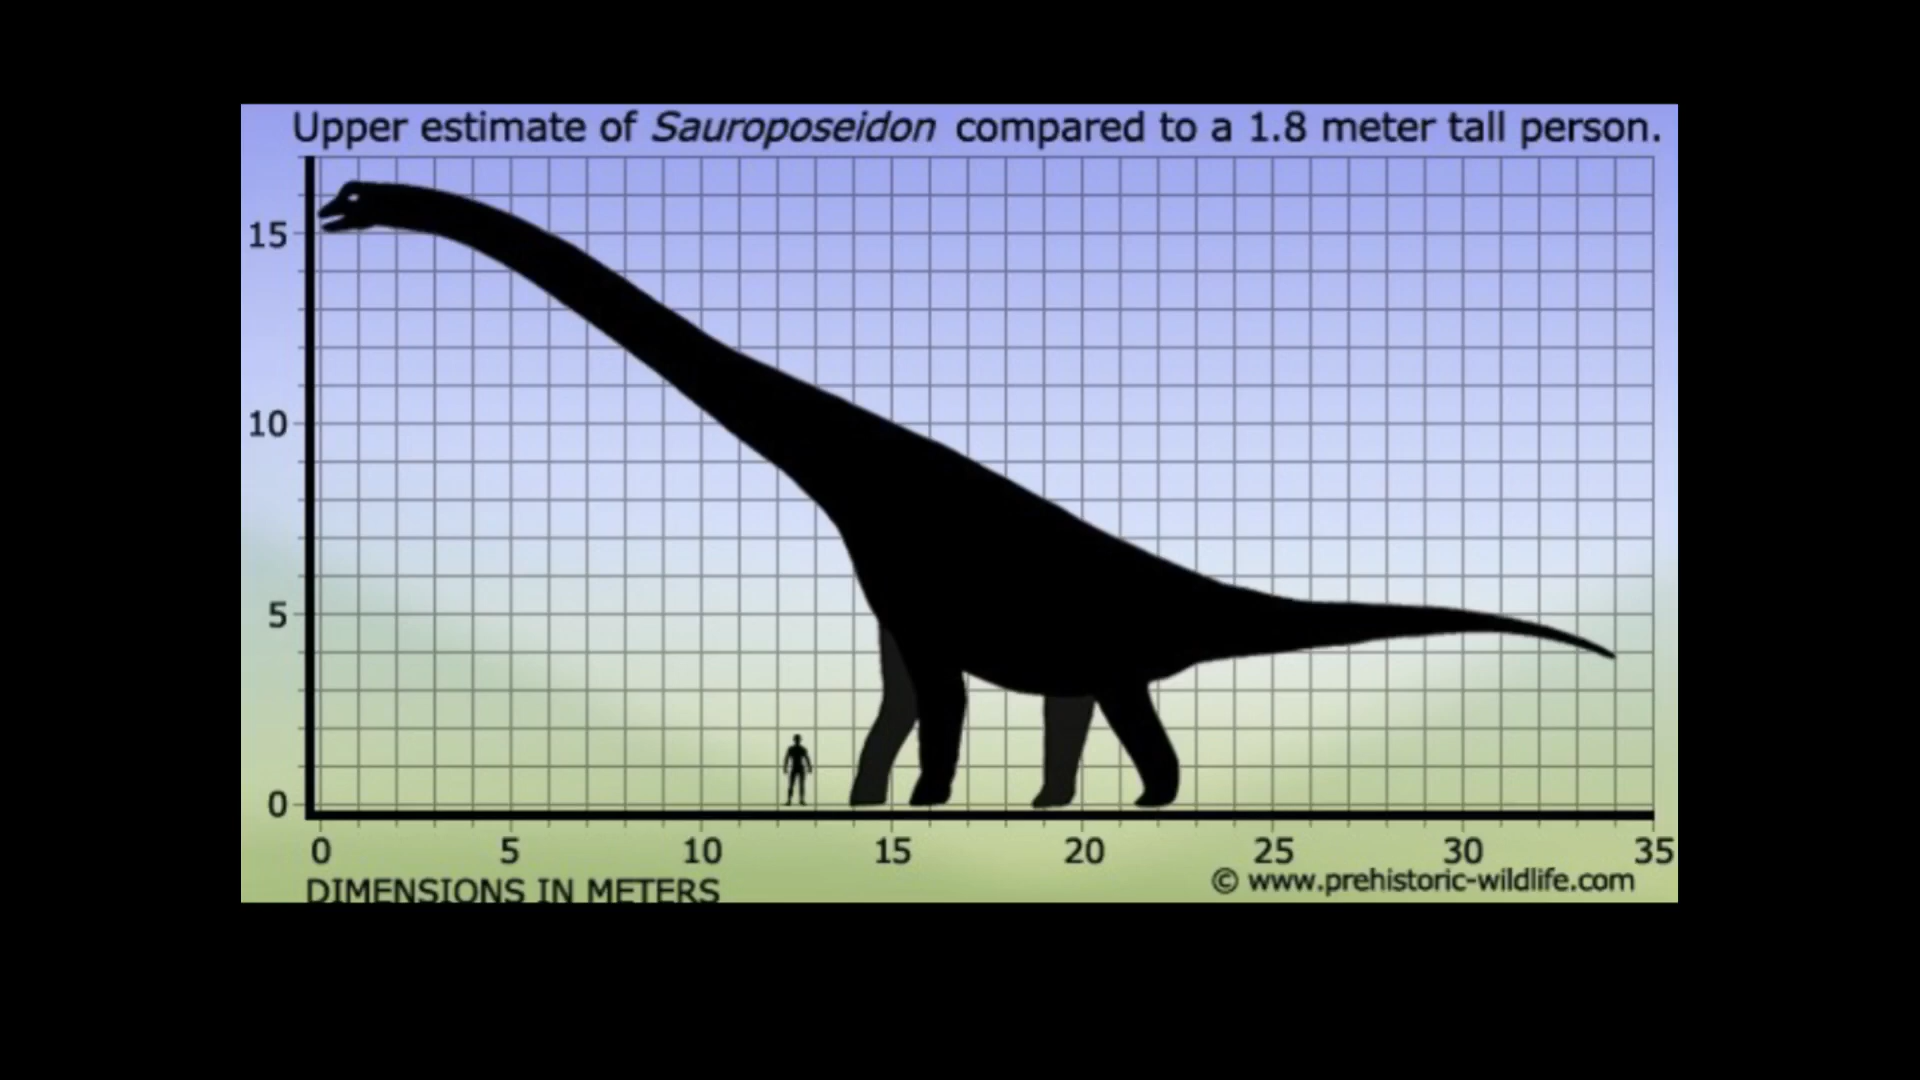 Upper estimate of Sauroposeidon compared to a 1.8 meter tall person.
15
10
5
0
0 5 10 15 20 25 30 35
DIMENSIONS IN METERS
© www.prehistoric-wildlife.com